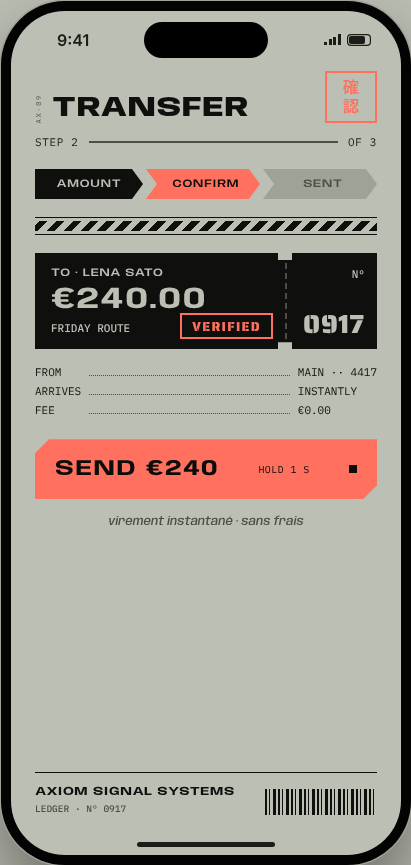 9:41
AX-09
TRANSFER
確
認
STEP 2
OF 3
AMOUNT
CONFIRM
SENT
TO · LENA SATO
€240.00
FRIDAY ROUTE
VERIFIED
Nº
0917
FROM MAIN ·· 4417
ARRIVES INSTANTLY
FEE €0.00
SEND €240
HOLD 1 S
virement instantané · sans frais
AXIOM SIGNAL SYSTEMS
LEDGER · Nº 0917